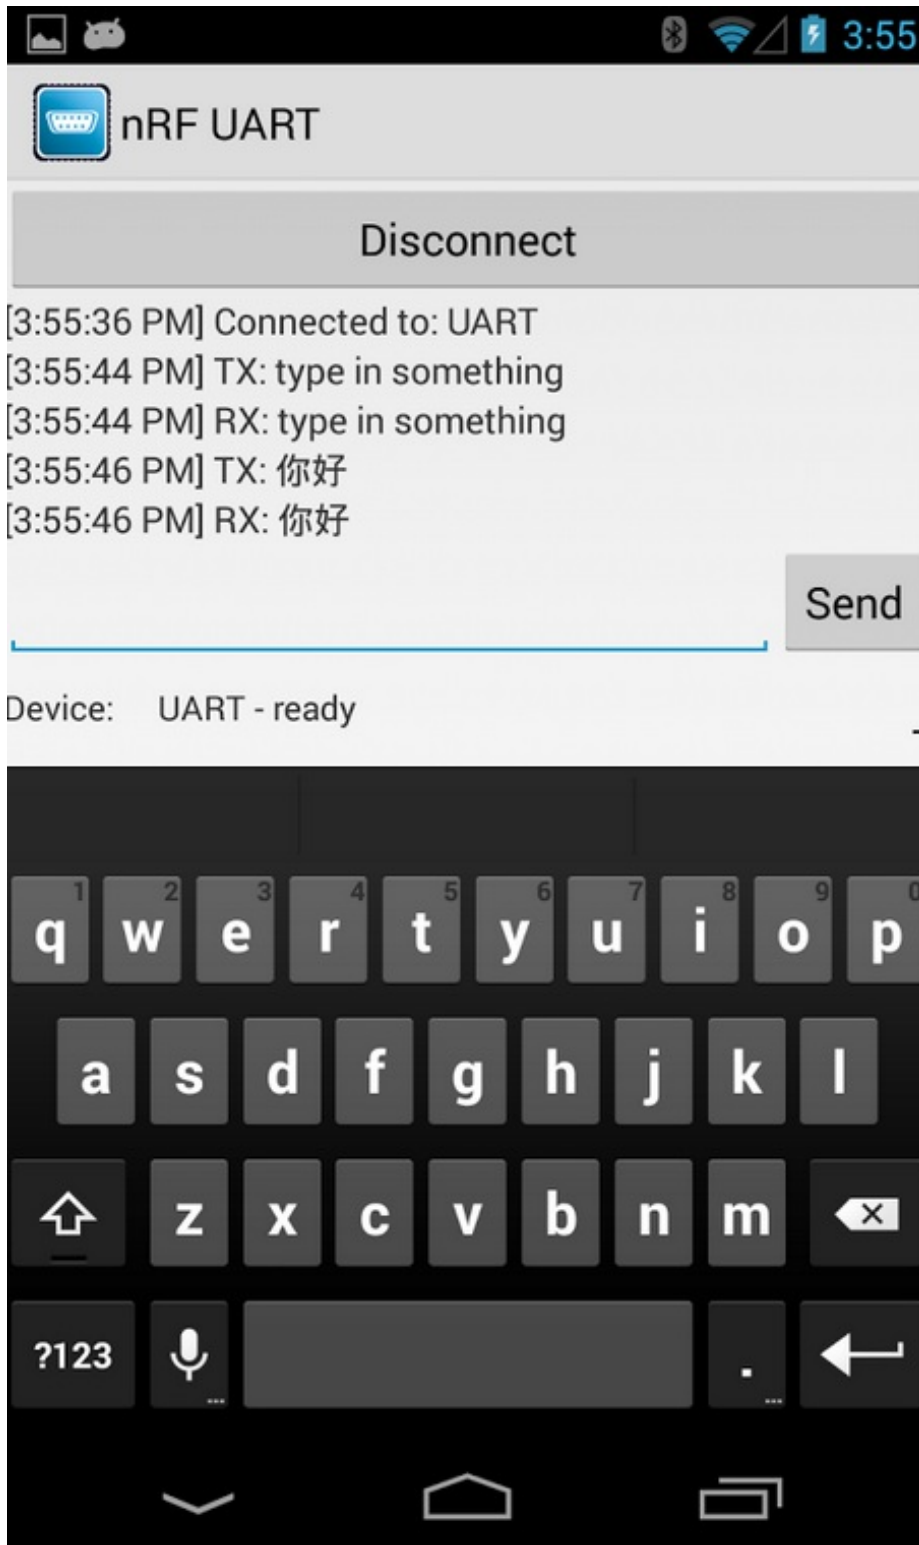 3:55
nRF UART
Disconnect
[3:55:36 PM] Connected to: UART
[3:55:44 PM] TX: type in something
[3:55:44 PM] RX: type in something
[3:55:46 PM] TX: 你好
[3:55:46 PM] RX: 你好
Send
Device: UART - ready
1 2 3 4 5 6 7 8 9 0
q w e r t y u i o p
a s d f g h j k l
z x c v b n m
?123 . ...